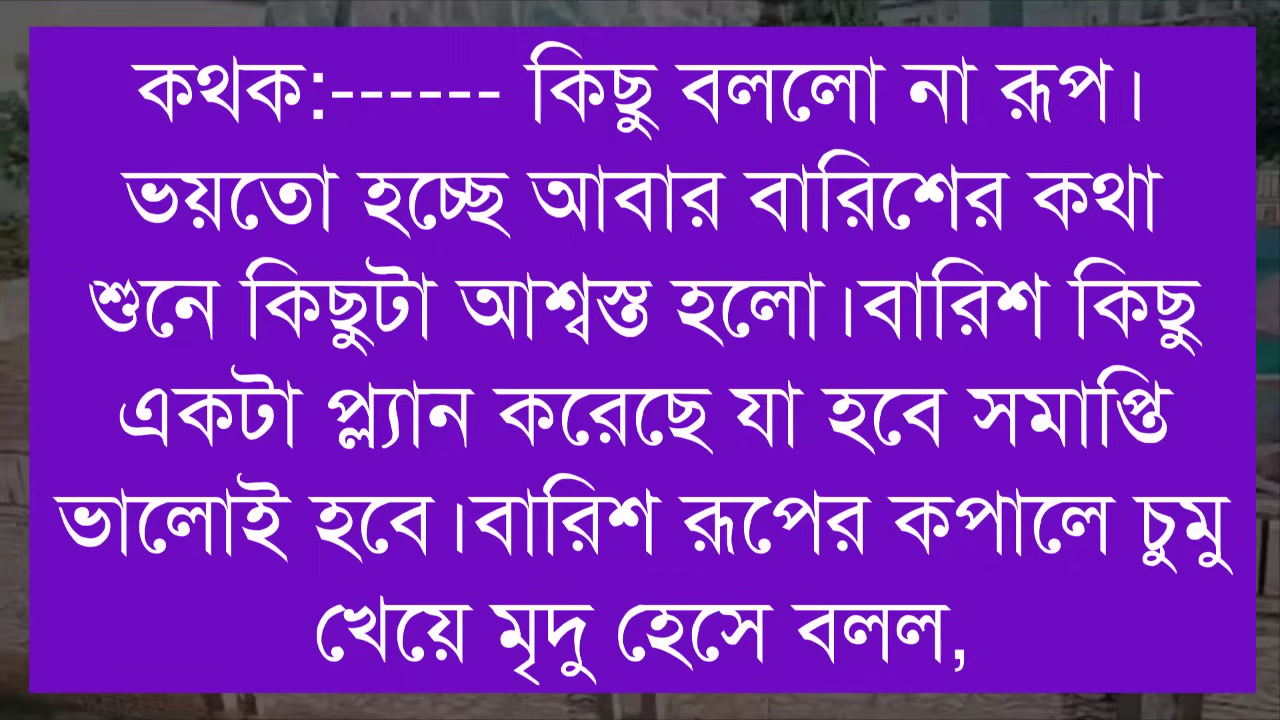 কথক:------ কিছু বললো না রূপ।
ভয়তো হচ্ছে আবার বারিশের কথা
শুনে কিছুটা আশ্বস্ত হলো।বারিশ কিছু
একটা প্ল্যান করেছে যা হবে সমাপ্তি
ভালোই হবে।বারিশ রূপের কপালে চুমু
খেয়ে মৃদু হেসে বলল,